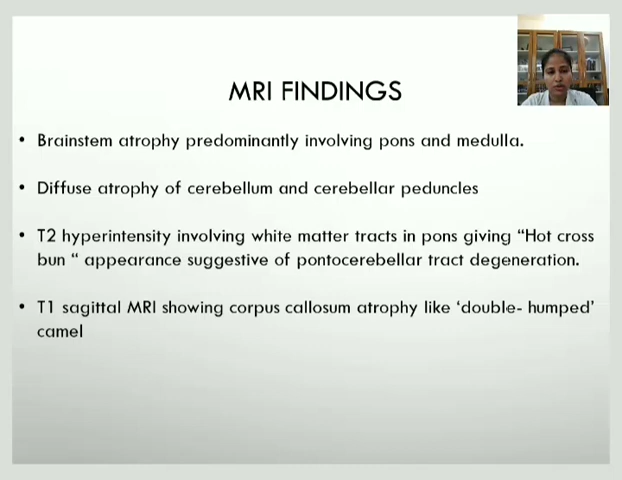 MRI FINDINGS
• Brainstem atrophy predominantly involving pons and medulla.
• Diffuse atrophy of cerebellum and cerebellar peduncles
• T2 hyperintensity involving white matter tracts in pons giving “Hot cross
bun “ appearance suggestive of pontocerebellar tract degeneration.
• T1 sagittal MRI showing corpus callosum atrophy like ‘double- humped’
camel